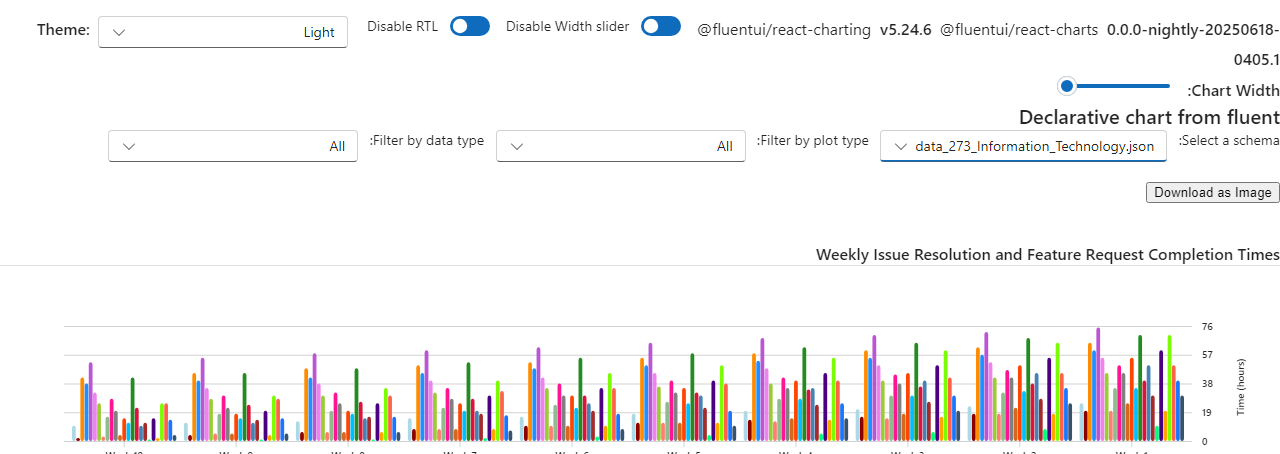 Theme: Light Disable RTL Disable Width slider @fluentui/react-charting v5.24.6 @fluentui/react-charts 0.0.0-nightly-20250618-
0405.1
:Chart Width
Declarative chart from fluent
All :Filter by data type All :Filter by plot type data_273_Information_Technology.json :Select a schema
Download as Image
Weekly Issue Resolution and Feature Request Completion Times
76
57
38
19
0
Time (hours)